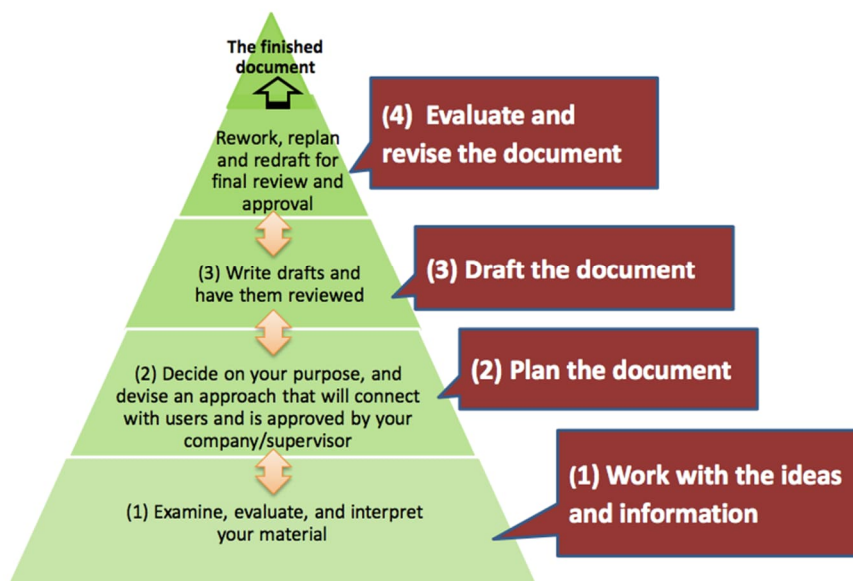 The finished
document
(4) Evaluate and
revise the document
Rework, replan
and redraft for
final review and
approval
(3) Draft the document
(3) Write drafts and
have them reviewed
(2) Plan the document
(2) Decide on your purpose, and
devise an approach that will connect
with users and is approved by your
company/supervisor
(1) Work with the ideas
and information
(1) Examine, evaluate, and interpret
your material